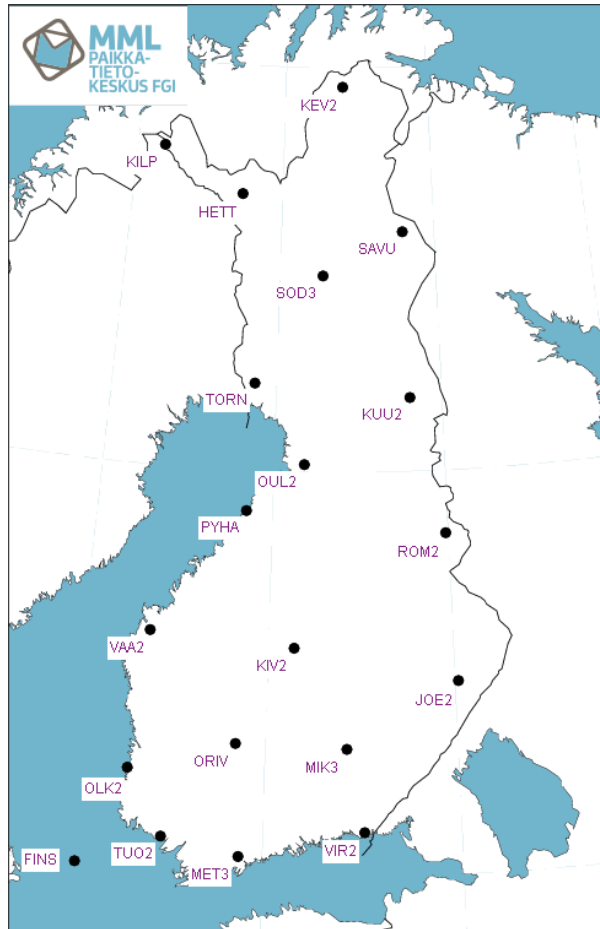 MML
PAIKKA-
TIETO-
KESKUS FGI
KEV2
KILP
HETT
SAVU
SOD3
TORN
KUU2
OUL2
PYHA
ROM2
VAA2
KIV2
JOE2
ORIV
MIK3
OLK2
TUO2
VIR2
FINS
MET3